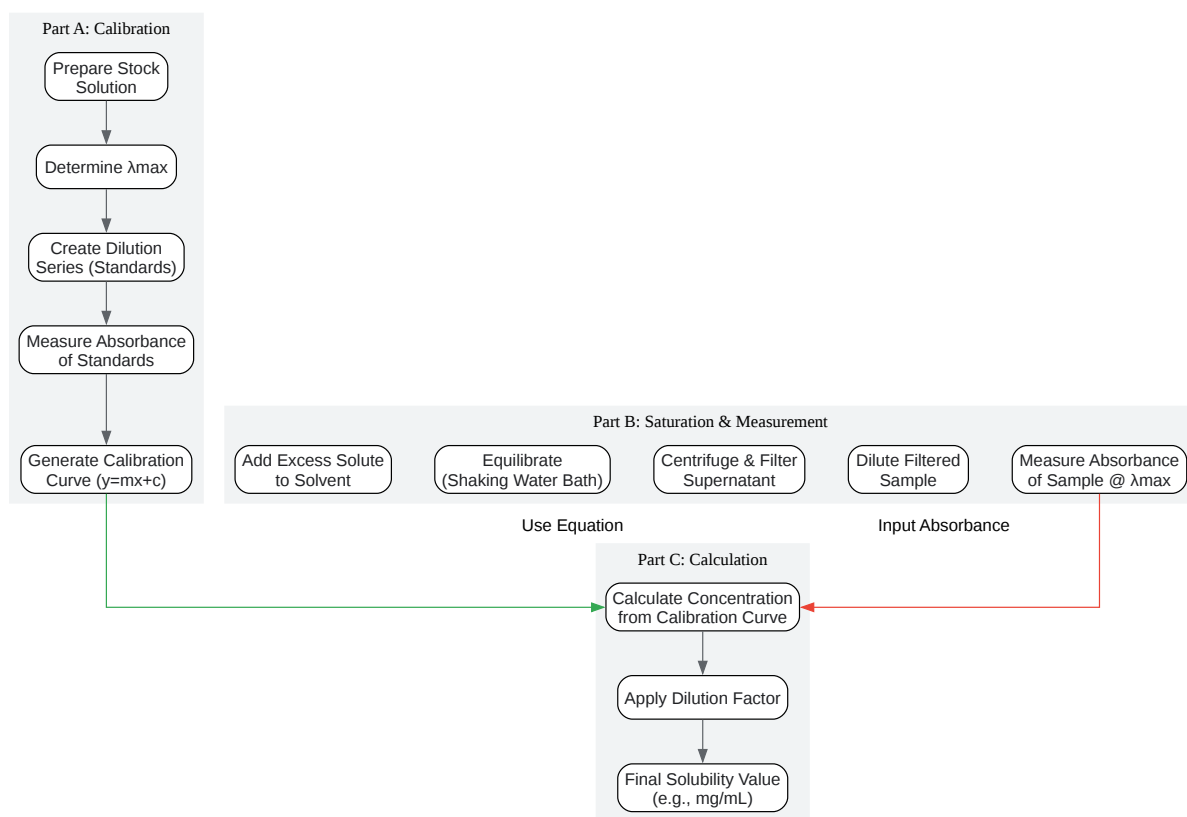 Part A: Calibration
Prepare Stock
Solution
Determine λmax
Create Dilution
Series (Standards)
Measure Absorbance
of Standards
Generate Calibration
Curve (y=mx+c)
Part B: Saturation & Measurement
Add Excess Solute
to Solvent
Equilibrate
(Shaking Water Bath)
Centrifuge & Filter
Supernatant
Dilute Filtered
Sample
Measure Absorbance
of Sample @ λmax
Use Equation
Input Absorbance
Part C: Calculation
Calculate Concentration
from Calibration Curve
Apply Dilution Factor
Final Solubility Value
(e.g., mg/mL)